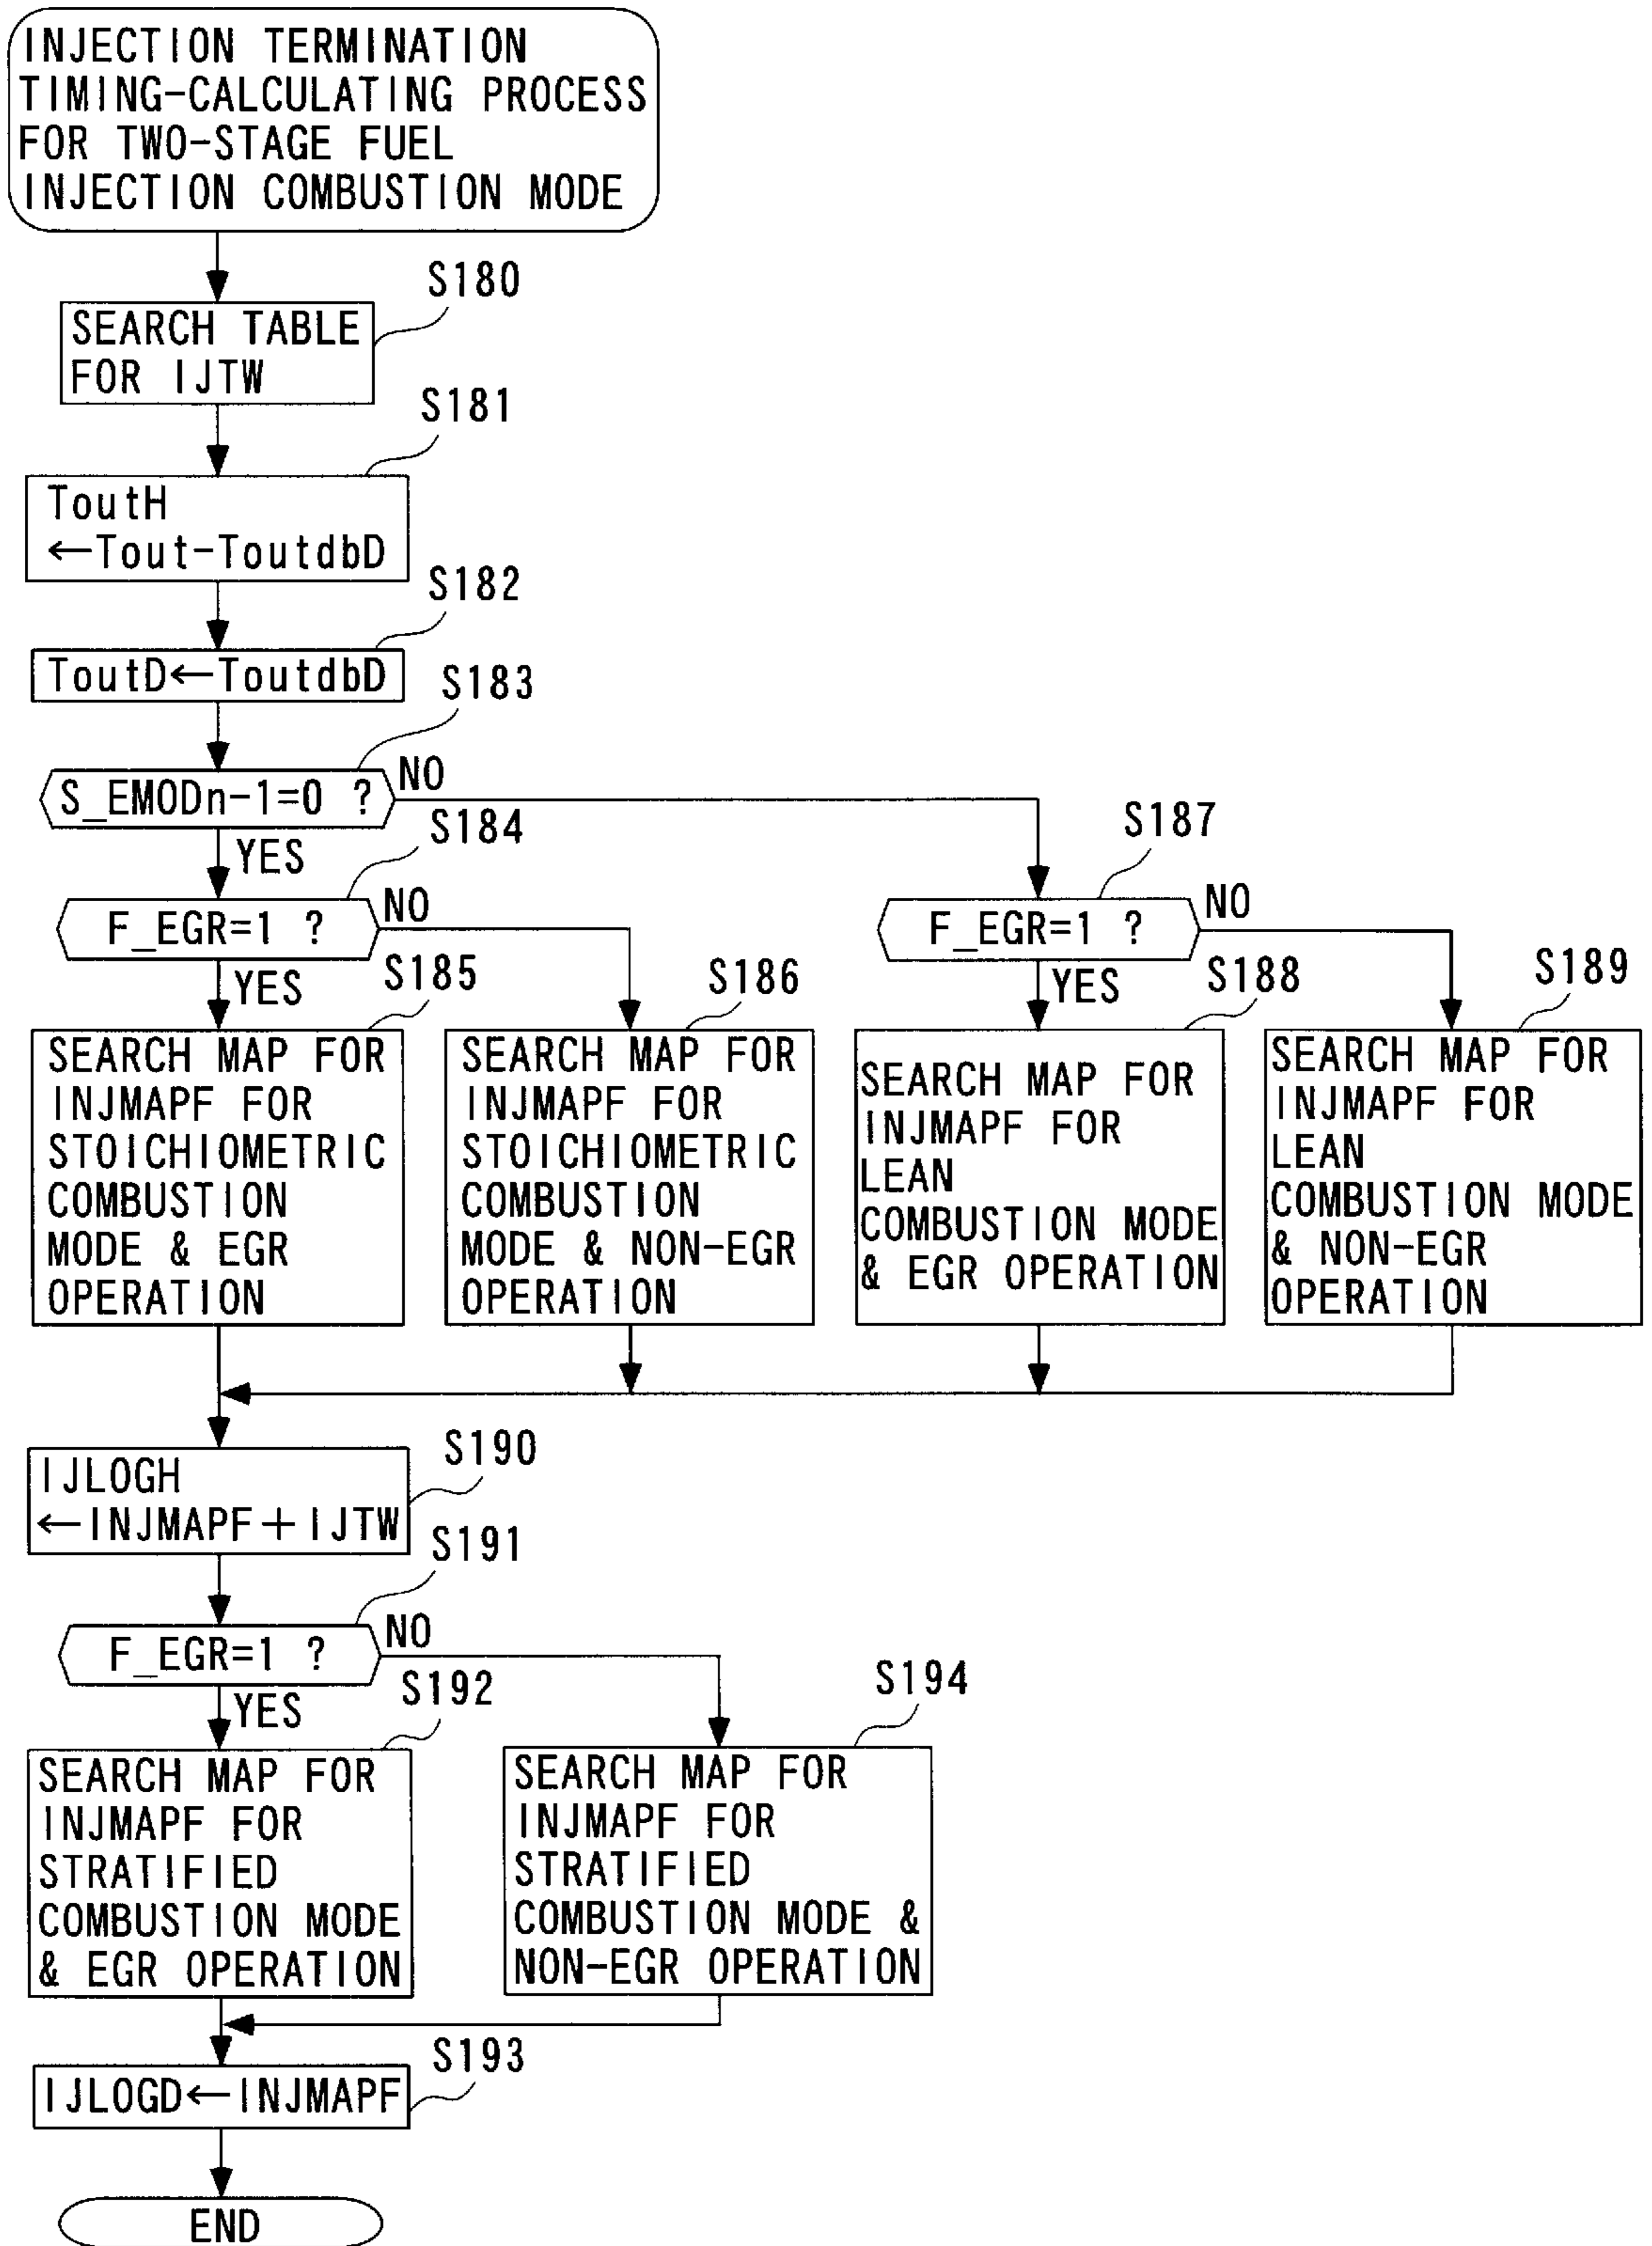 INJECTION TERMINATION
TIMING-CALCULATING PROCESS
FOR TWO-STAGE FUEL
INJECTION COMBUSTION MODE
S180
SEARCH TABLE
FOR IJTW
S181
ToutH
←Tout-ToutdbD
S182
ToutD←ToutdbD
S183
S_EMODn-1=0 ?
NO
YES
S184
F_EGR=1 ?
NO
YES
S187
F_EGR=1 ?
NO
YES
S185
SEARCH MAP FOR
INJMAPF FOR
STOICHIOMETRIC
COMBUSTION
MODE & EGR
OPERATION
S186
SEARCH MAP FOR
INJMAPF FOR
STOICHIOMETRIC
COMBUSTION
MODE & NON-EGR
OPERATION
S188
SEARCH MAP FOR
INJMAPF FOR
LEAN
COMBUSTION MODE
& EGR OPERATION
S189
SEARCH MAP FOR
INJMAPF FOR
LEAN
COMBUSTION MODE
& NON-EGR
OPERATION
S190
IJLOGH
←INJMAPF+IJTW
S191
F_EGR=1 ?
NO
YES
S192
SEARCH MAP FOR
INJMAPF FOR
STRATIFIED
COMBUSTION MODE
& EGR OPERATION
S194
SEARCH MAP FOR
INJMAPF FOR
STRATIFIED
COMBUSTION MODE &
NON-EGR OPERATION
S193
IJLOGD←INJMAPF
END